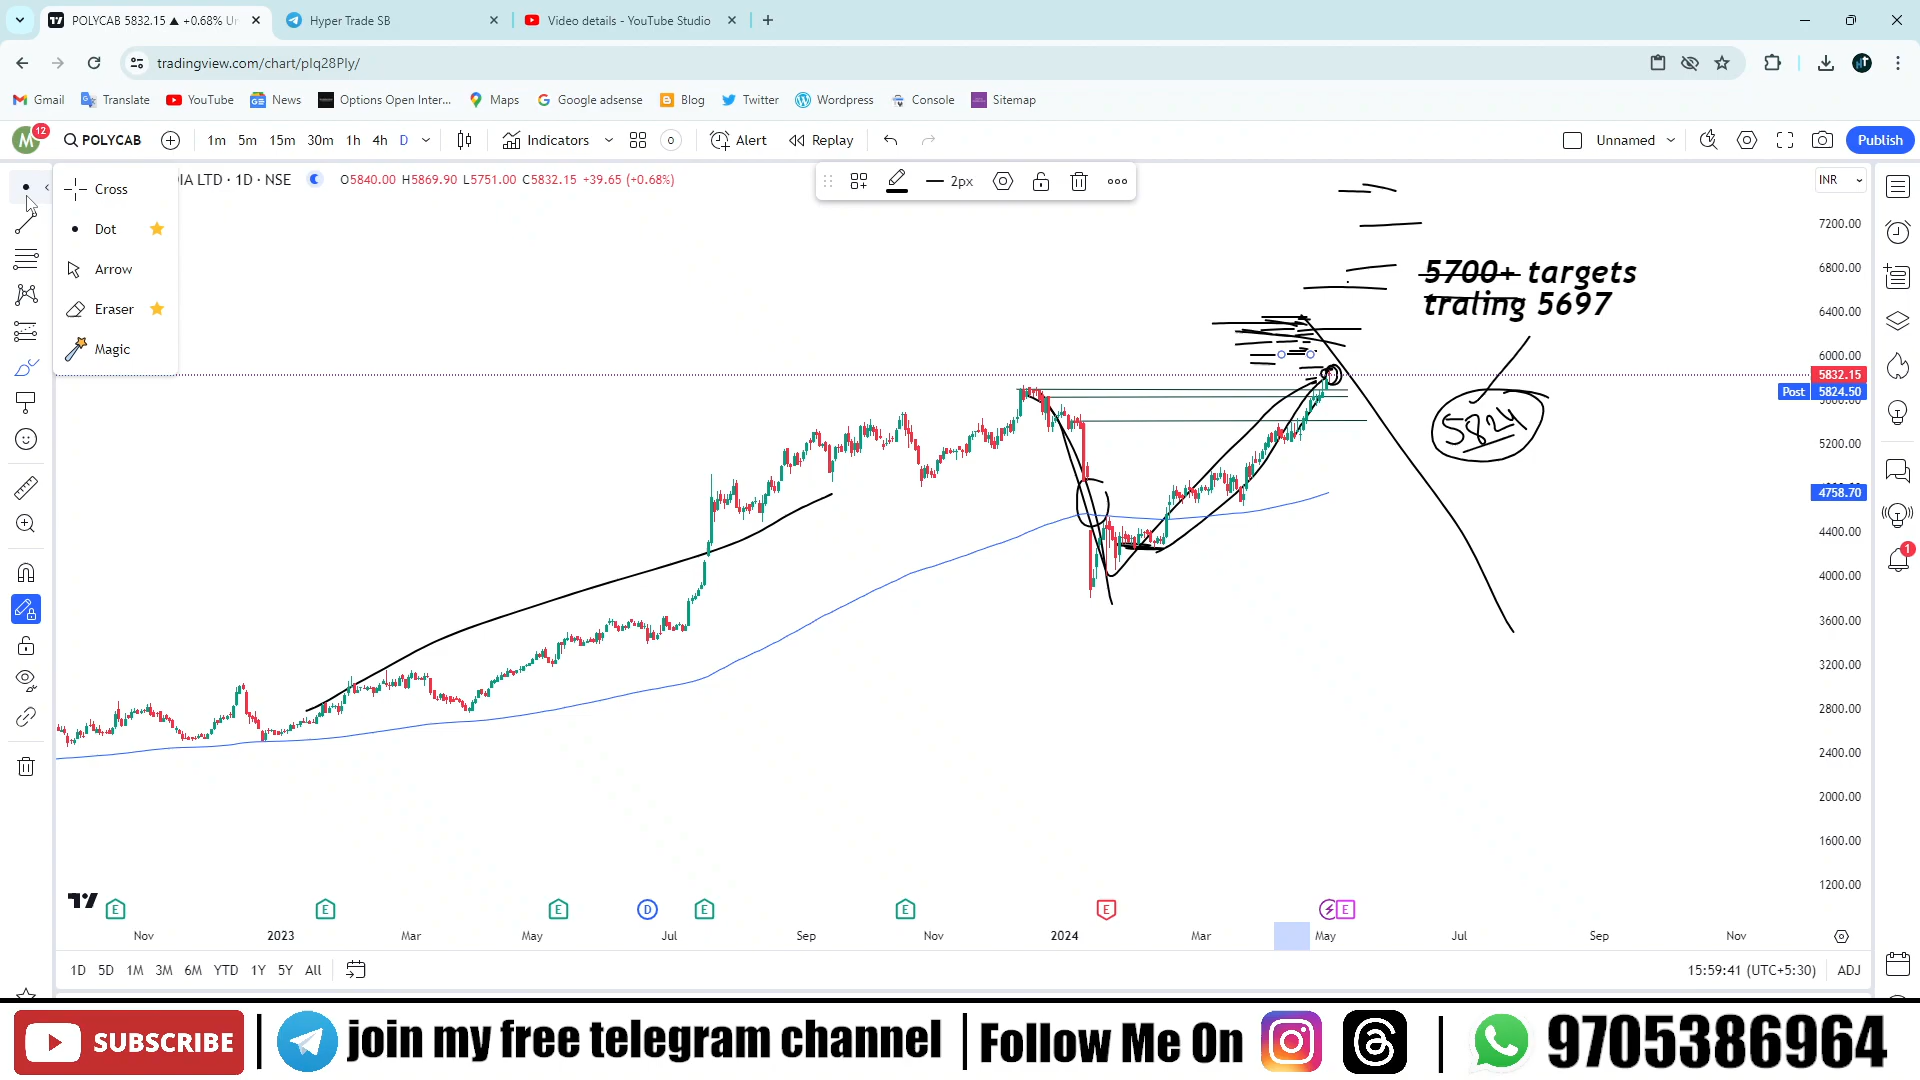 POLYCAB 5832.15 ▲ +0.68% Un
Hyper Trade SB
Video details - YouTube Studio
tradingview.com/chart/pIq28Ply/
Gmail
Translate
YouTube
News
Options Open Inter...
Maps
Google adsense
Blog
Twitter
Wordpress
Console
Sitemap
M
12
POLYCAB
1m
5m
15m
30m
1h
4h
D
Indicators
Alert
Replay
Unnamed
Publish
Cross
Dot
Arrow
Eraser
Magic
IA LTD · 1D · NSE
O5840.00 H5869.90 L5751.00 C5832.15 +39.65 (+0.68%)
2px
INR
7200.00
6800.00
6400.00
6000.00
5832.15
Post 5824.50
5600.00
5200.00
4758.70
4400.00
4000.00
3600.00
3200.00
2800.00
2400.00
2000.00
1600.00
1200.00
5700+ targets
traling 5697
5824
1
E
E
E
D
E
E
E
E
Nov
2023
Mar
May
Jul
Sep
Nov
2024
Mar
May
Jul
Sep
Nov
1D
5D
1M
3M
6M
YTD
1Y
5Y
All
15:59:41 (UTC+5:30)
ADJ
SUBSCRIBE
join my free telegram channel
Follow Me On
9705386964